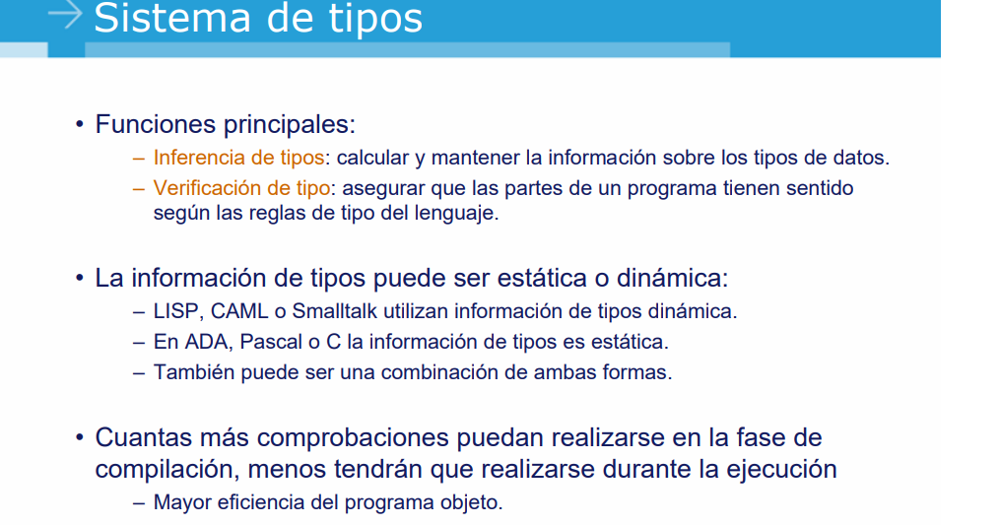 Sistema de tipos
• Funciones principales:
– Inferencia de tipos: calcular y mantener la información sobre los tipos de datos.
– Verificación de tipo: asegurar que las partes de un programa tienen sentido
según las reglas de tipo del lenguaje.
• La información de tipos puede ser estática o dinámica:
– LISP, CAML o Smalltalk utilizan información de tipos dinámica.
– En ADA, Pascal o C la información de tipos es estática.
– También puede ser una combinación de ambas formas.
• Cuantas más comprobaciones puedan realizarse en la fase de
compilación, menos tendrán que realizarse durante la ejecución
– Mayor eficiencia del programa objeto.